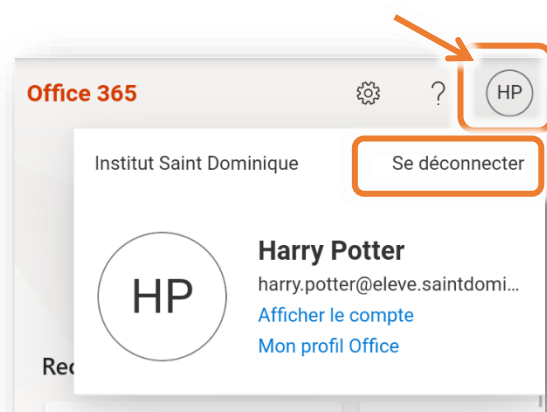 Office 365
?
HP
Institut Saint Dominique
Se déconnecter
HP
Harry Potter
harry.potter@eleve.saintdomi...
Afficher le compte
Mon profil Office
Rec